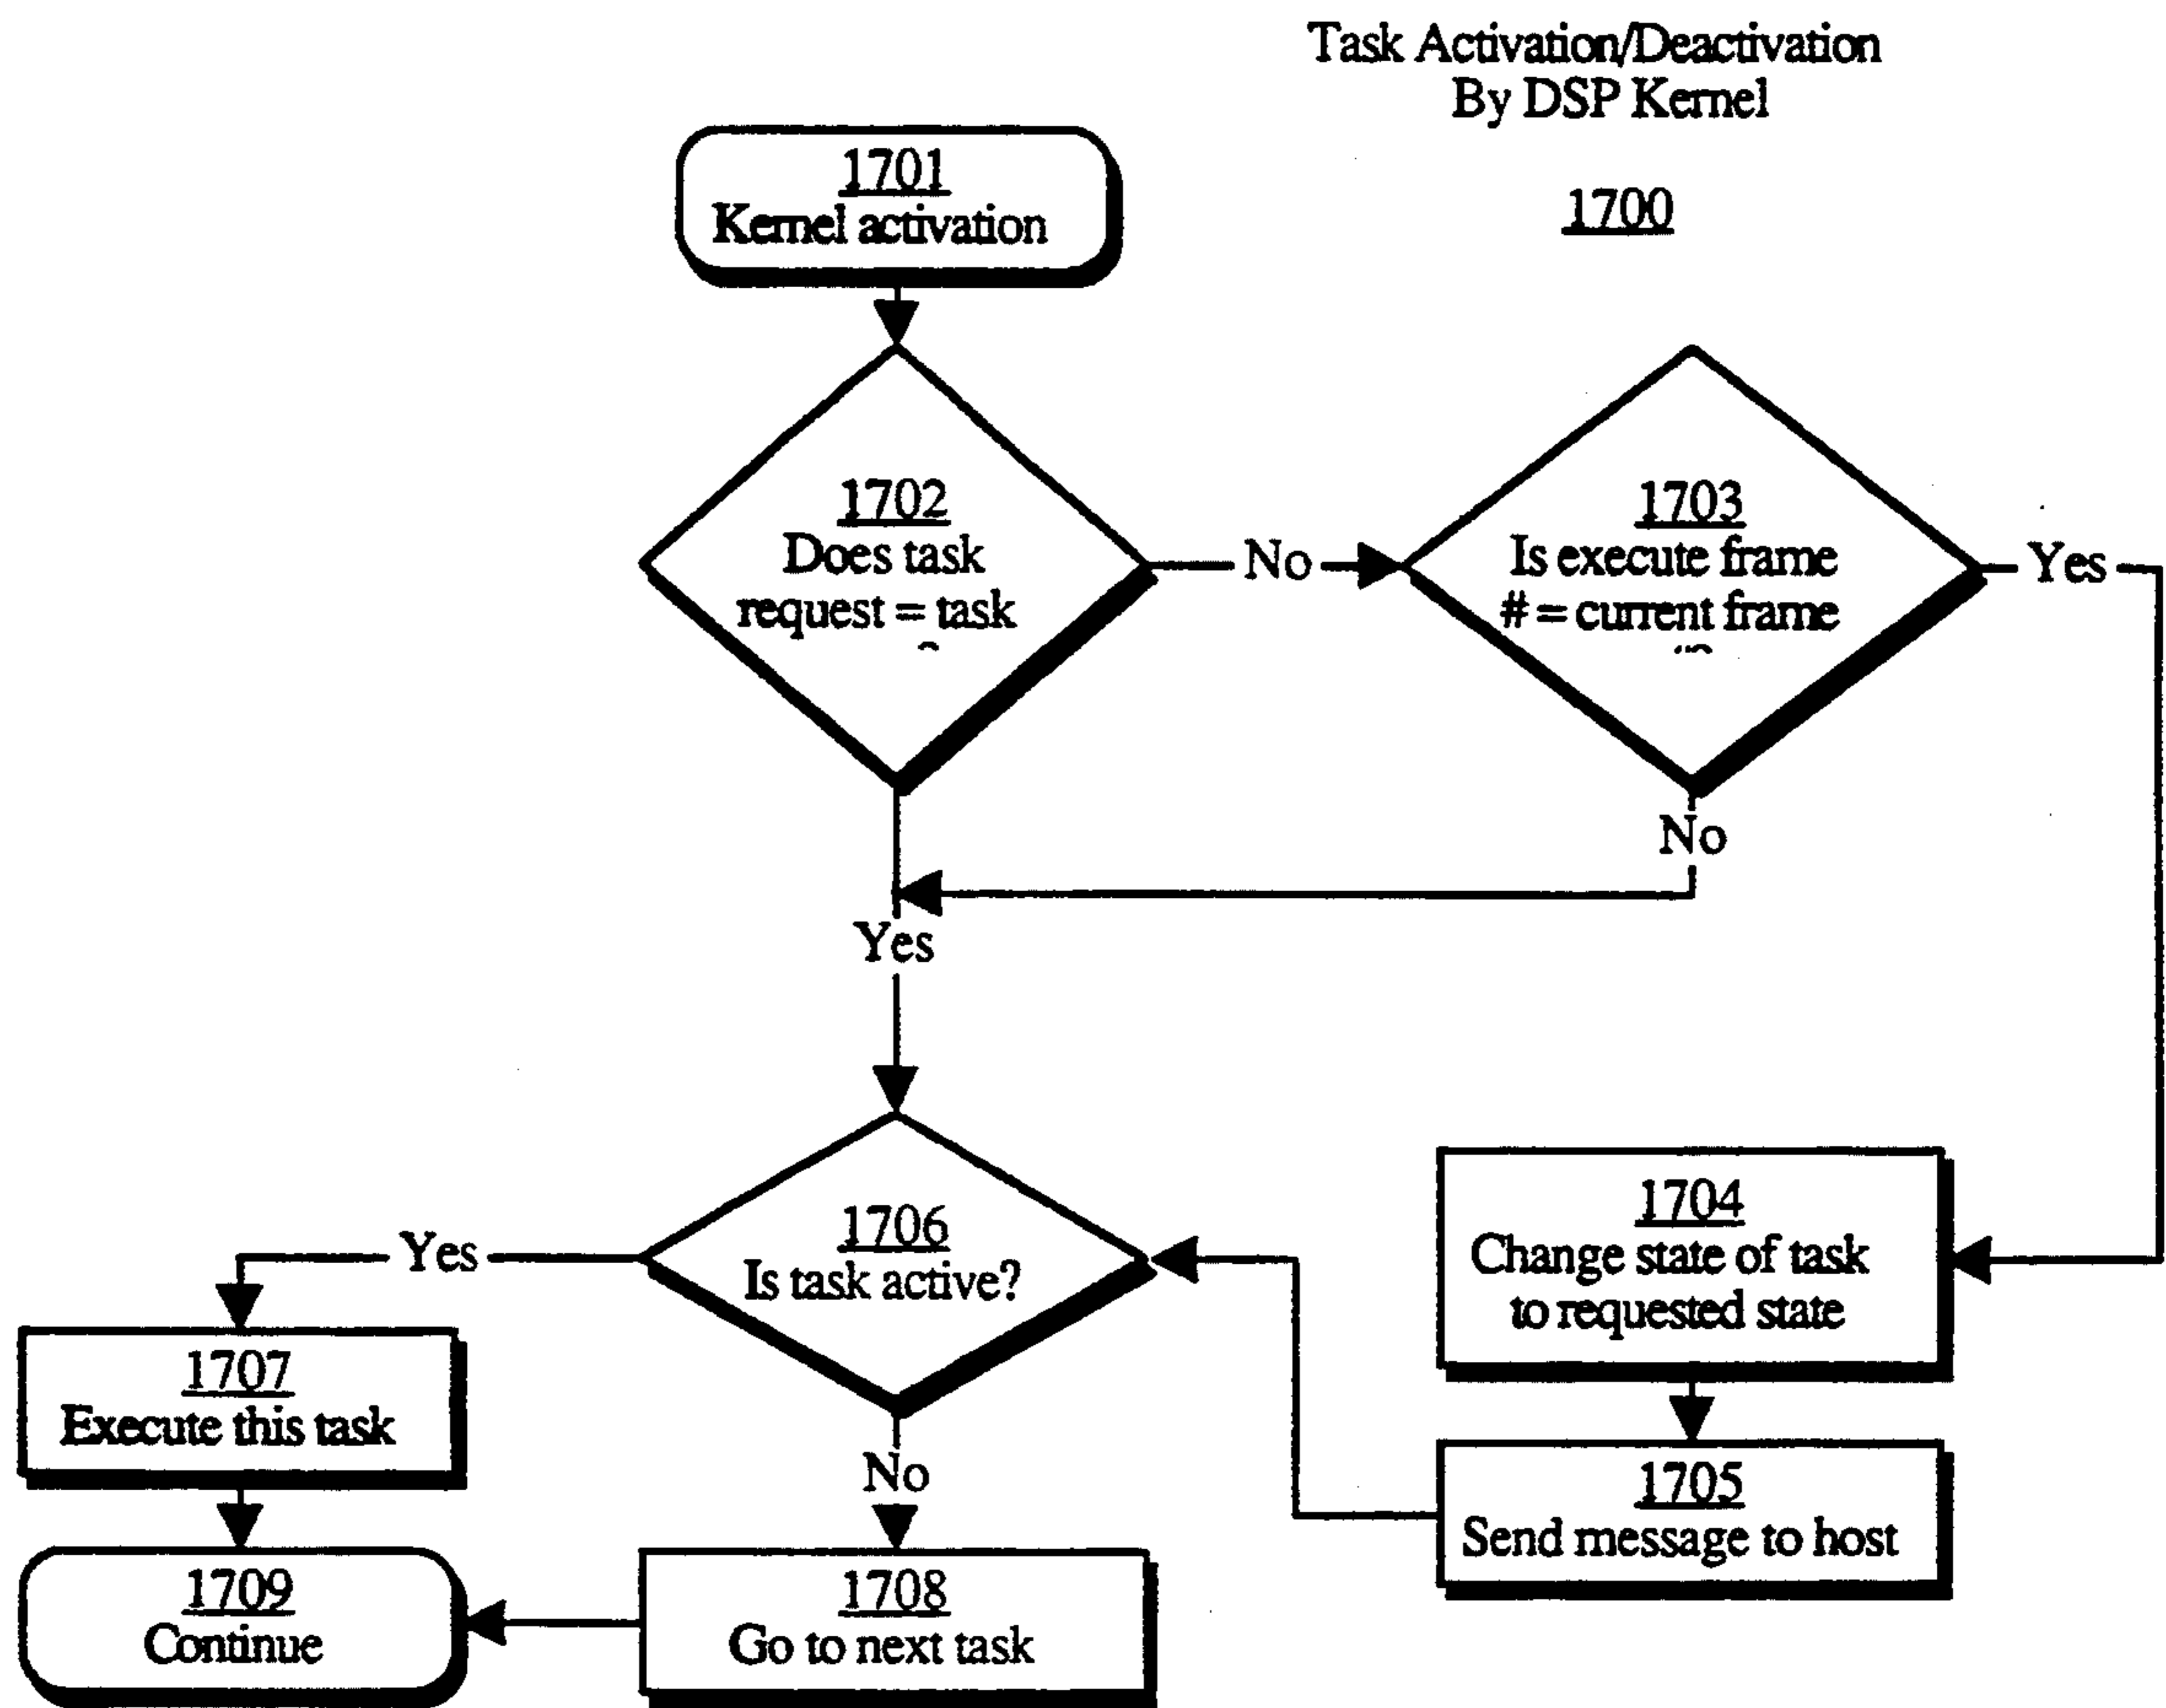 Task Activation/Deactivation
By DSP Kernel
1700
1701
Kernel activation
1702
Does task
request = task
No
1703
Is execute frame
# = current frame
Yes
No
Yes
1704
Change state of task
to requested state
1705
Send message to host
1706
Is task active?
Yes
No
1707
Execute this task
1708
Go to next task
1709
Continue